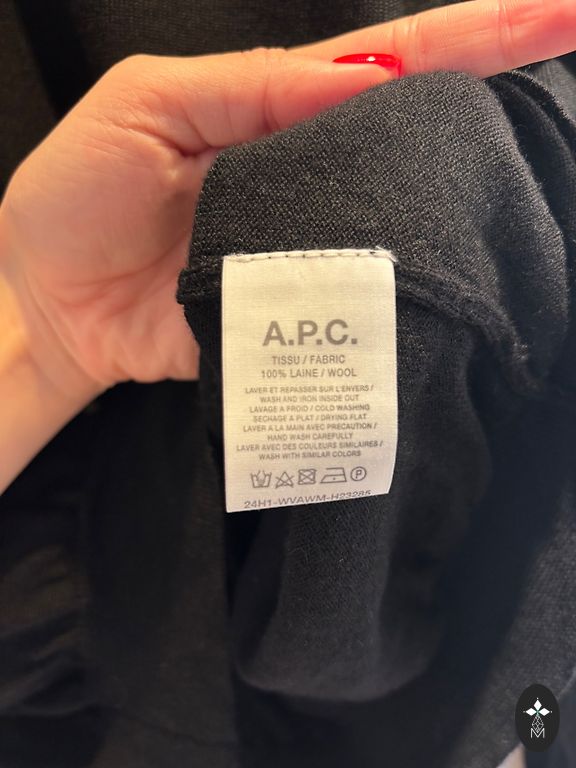 A.P.C.
TISSU / FABRIC
100% LAINE / WOOL
LAVER ET REPASSER SUR L'ENVERS /
WASH AND IRON INSIDE OUT
LAVAGE A FROID / COLD WASHING
SECHAGE A PLAT / DRYING FLAT
LAVER A LA MAIN AVEC PRECAUTION /
HAND WASH CAREFULLY
LAVER AVEC DES COULEURS SIMILAIRES /
WASH WITH SIMILAR COLORS
P
24H1-WVAWM-H23285
M